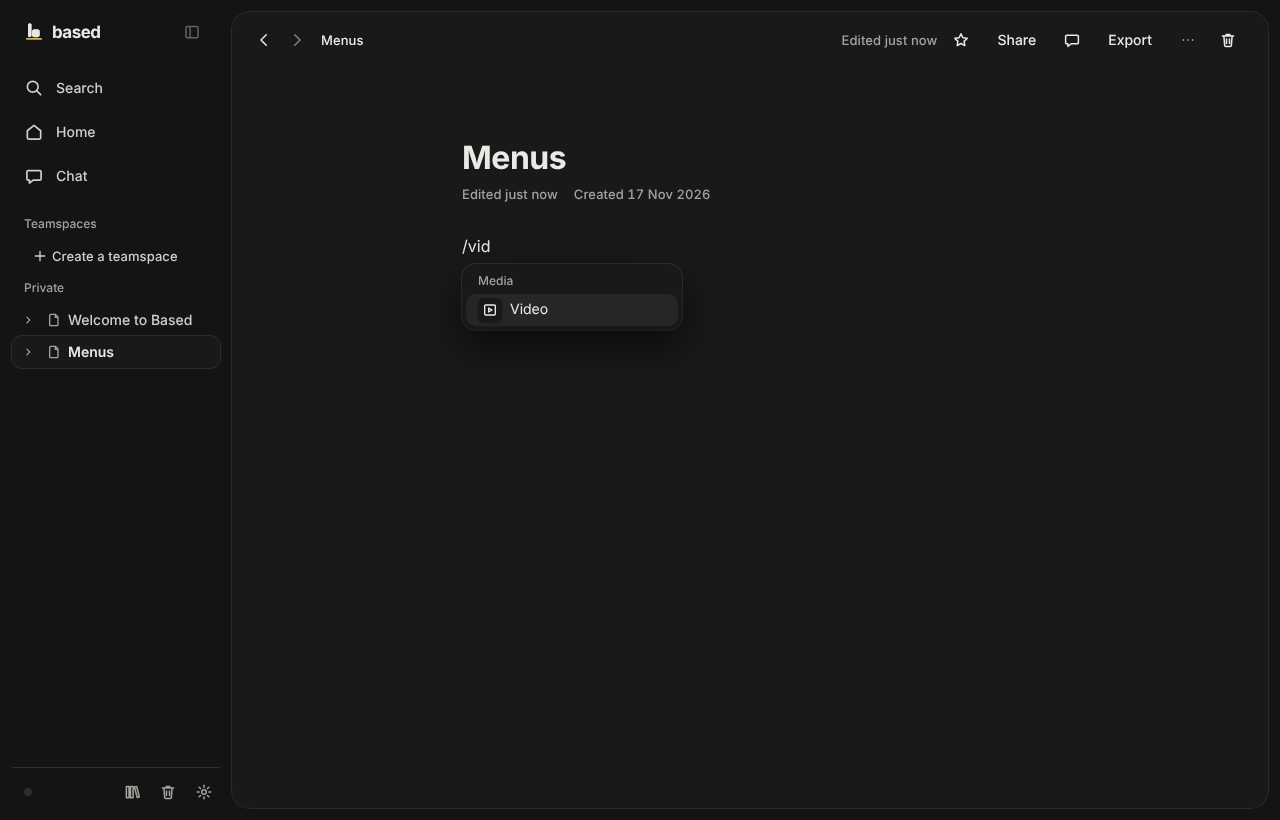 based
Search
Home
Chat
Teamspaces
Create a teamspace
Private
Welcome to Based
Menus
Menus
Edited just now
Share
Export
Menus
Edited just now Created 17 Nov 2026
/vid
Media
Video